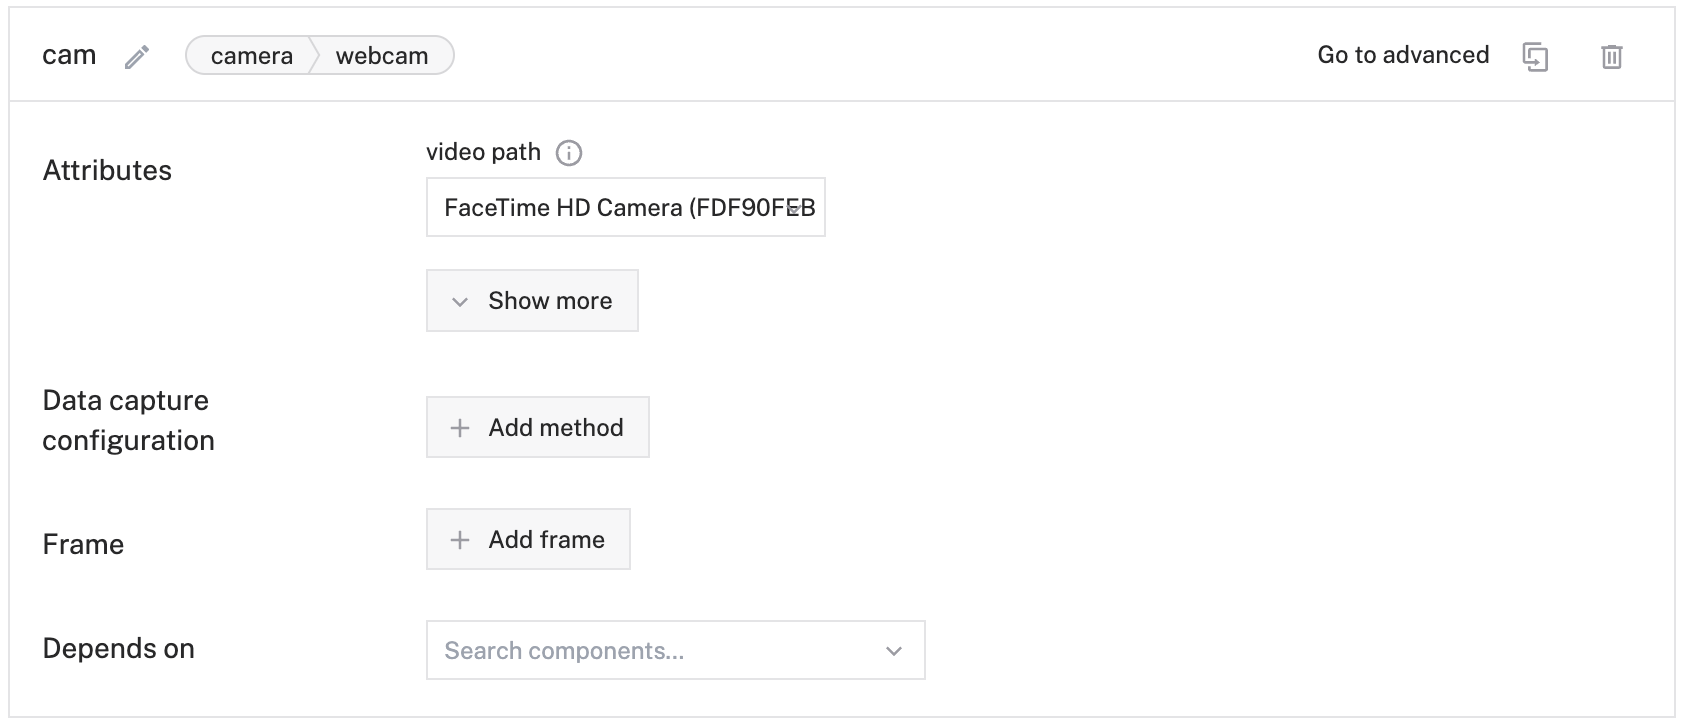 cam
camera
webcam
Go to advanced
Attributes
video path
FaceTime HD Camera (FDF90FEB
Show more
Data capture
configuration
Add method
Frame
Add frame
Depends on
Search components...